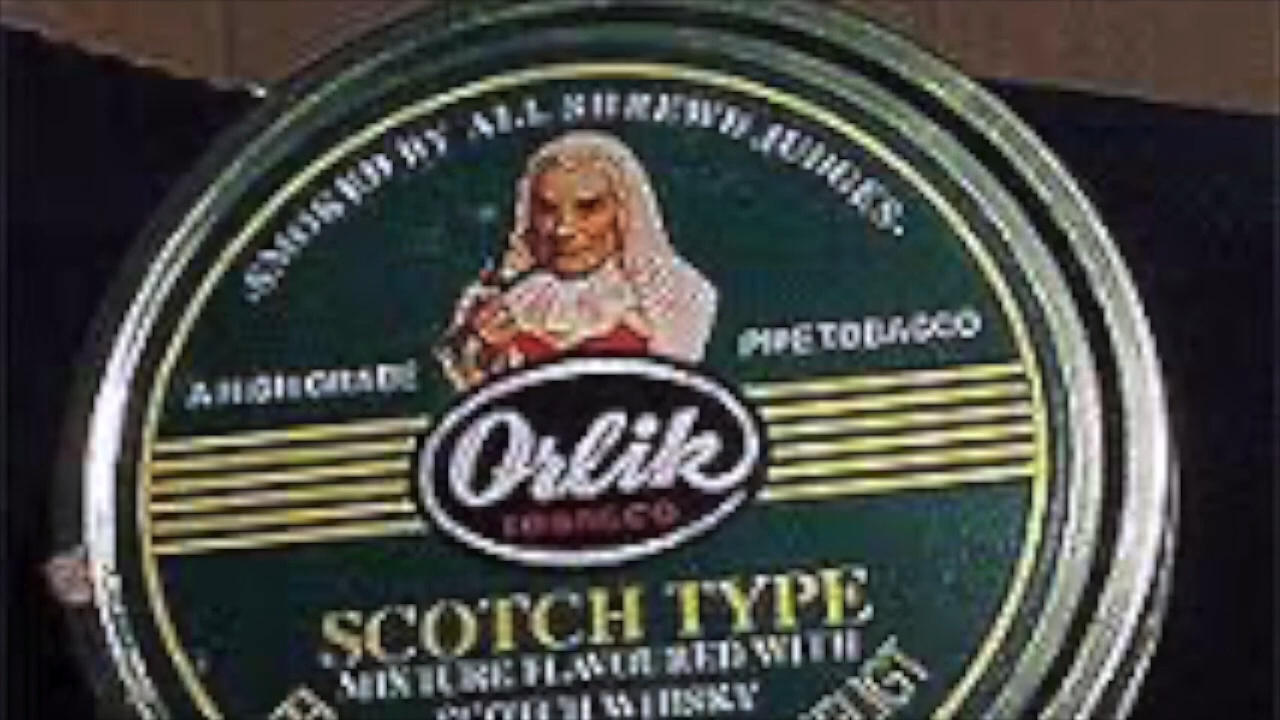 SMOKED BY ALL SHREWD JUDGES.
A HIGH GRADE
PIPE TOBACCO
Orlik
TOBACCO
SCOTCH TYPE
MIXTURE FLAVOURED WITH
SCOTCH WHISKY